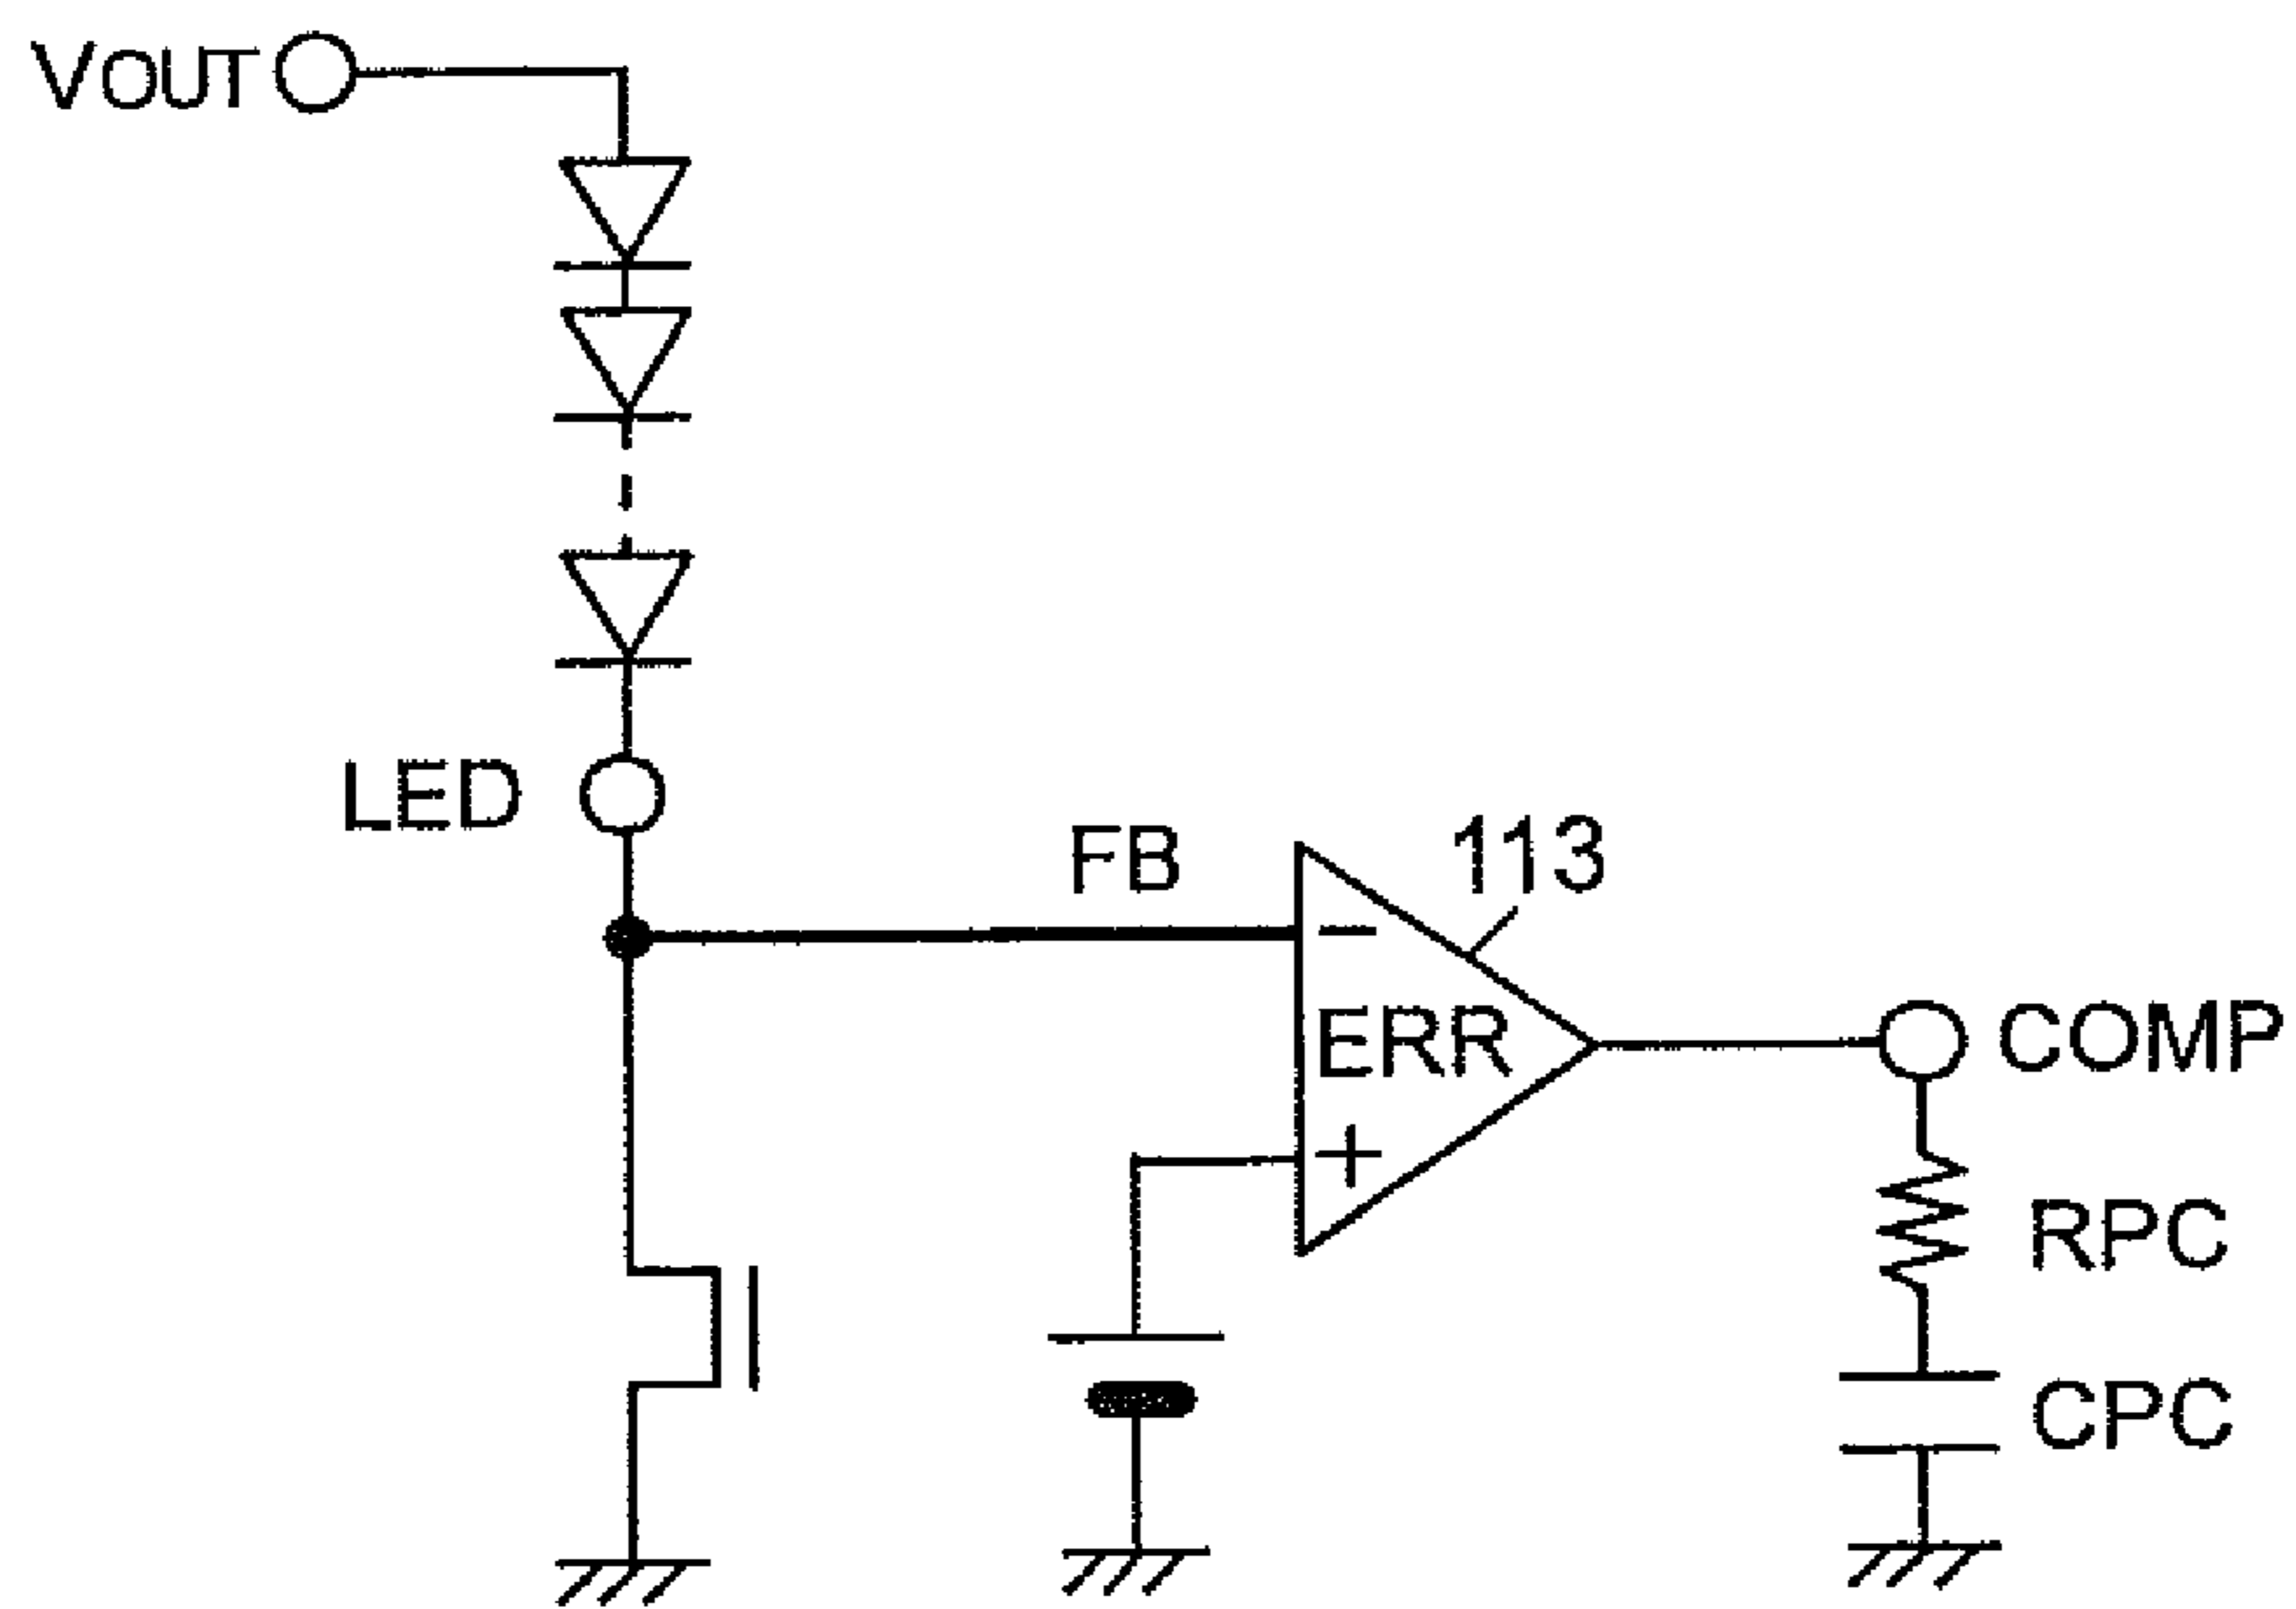 VOUT
LED
FB
113
−
ERR
+
COMP
RPC
CPC